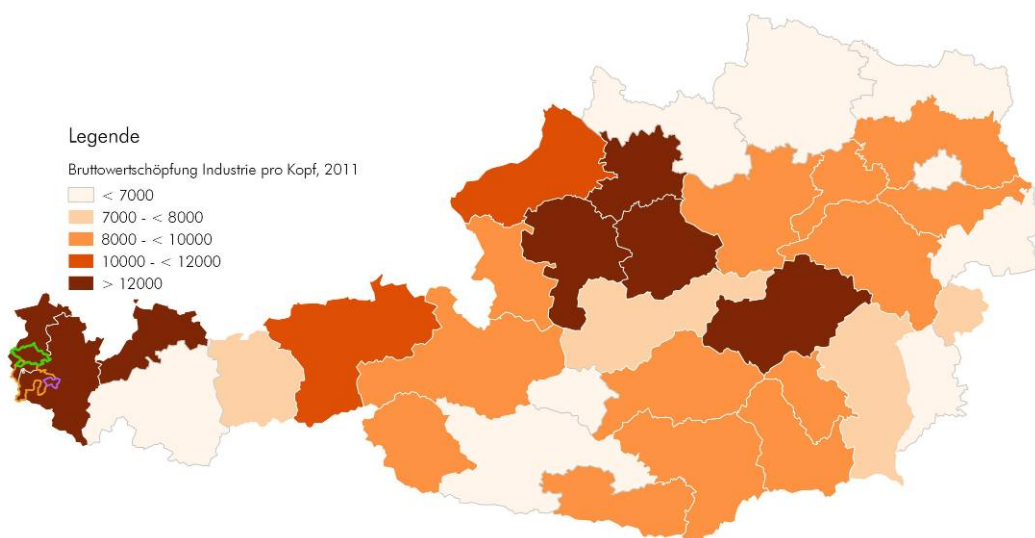 Legende
Bruttowertschöpfung Industrie pro Kopf, 2011
< 7000
7000 - < 8000
8000 - < 10000
10000 - < 12000
> 12000